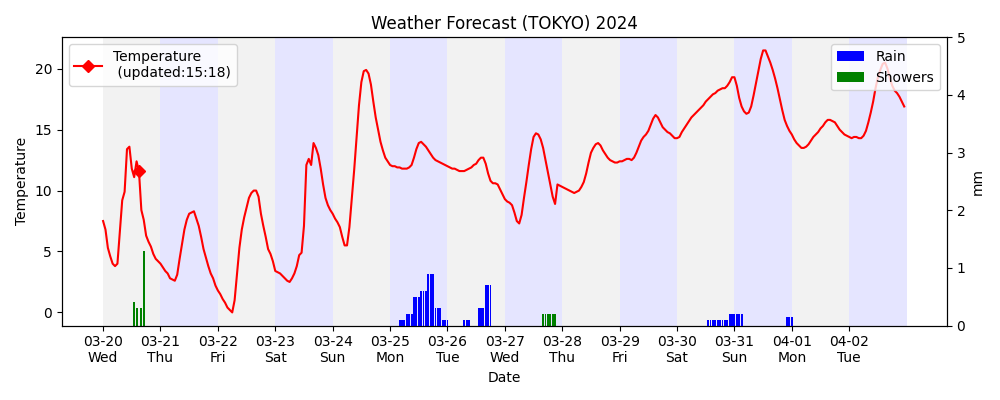 Weather Forecast (TOKYO) 2024
Temperature
(updated:15:18)
Rain
Showers
Temperature
20
15
10
5
0
5
4
3
2
1
0
mm
03-20 03-21 03-22 03-23 03-24 03-25 03-26 03-27 03-28 03-29 03-30 03-31 04-01 04-02
Wed Thu Fri Sat Sun Mon Tue Wed Thu Fri Sat Sun Mon Tue
Date